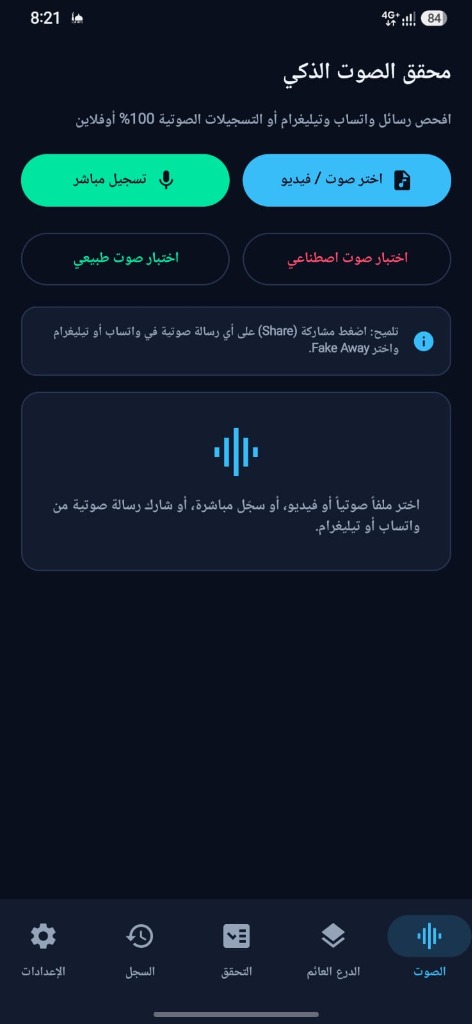 8:21
4G+
84
محقق الصوت الذكي
افحص رسائل واتساب وتيليغرام أو التسجيلات الصوتية 100% أوفلاين
اختر صوت / فيديو
تسجيل مباشر
اختبار صوت اصطناعي
اختبار صوت طبيعي
تلميح: اضغط مشاركة (Share) على أي رسالة صوتية في واتساب أو تيليغرام
واختر Fake Away.
اختر ملفاً صوتياً أو فيديو، أو سجّل مباشرة، أو شارك رسالة صوتية من
واتساب أو تيليغرام.
الصوت
الدرع العائم
التحقق
السجل
الإعدادات